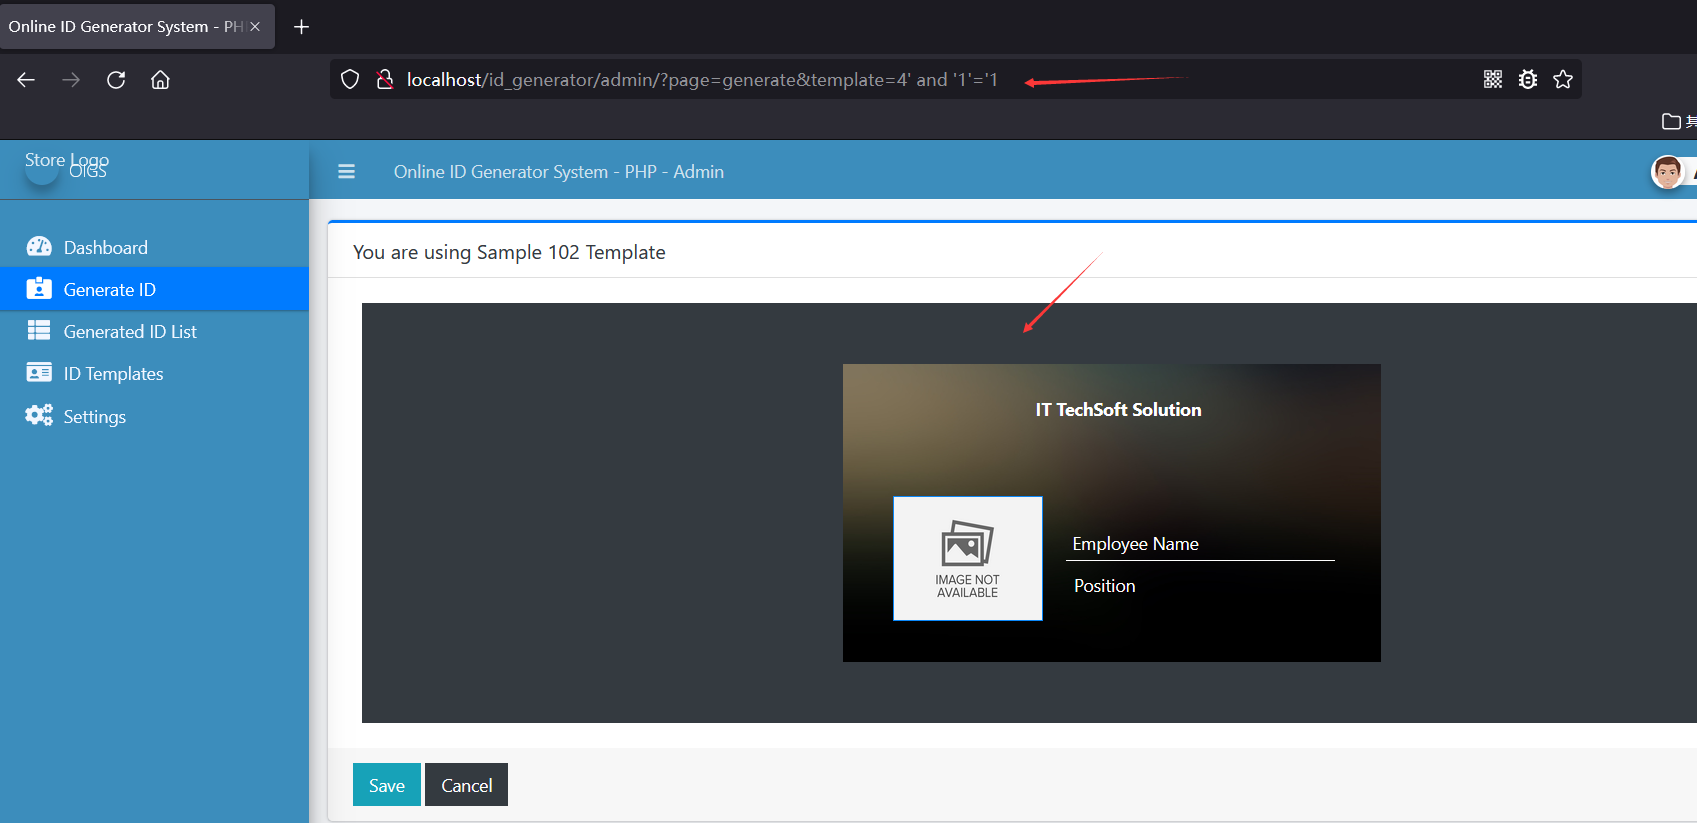 Online ID Generator System - PH
localhost/id_generator/admin/?page=generate&template=4' and '1'='1
其
Store Logo
OIGS
Online ID Generator System - PHP - Admin
Dashboard
Generate ID
Generated ID List
ID Templates
Settings
You are using Sample 102 Template
IT TechSoft Solution
IMAGE NOT
AVAILABLE
Employee Name
Position
Save
Cancel